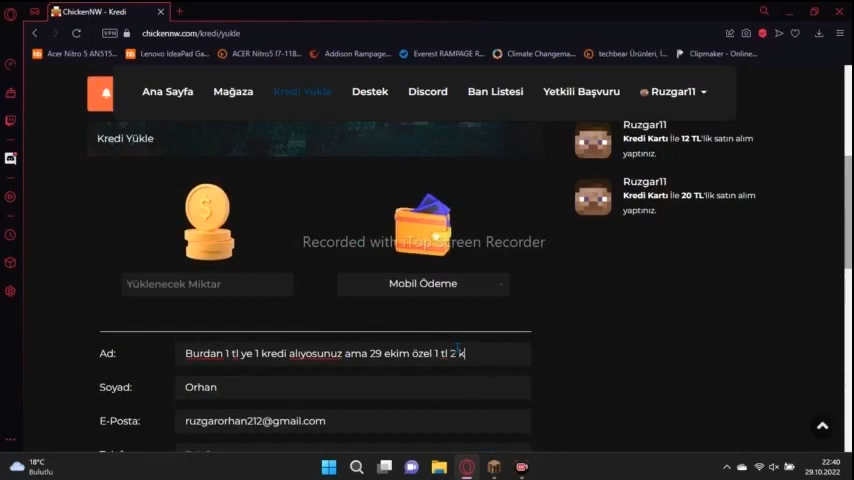 ChickenNW - Kredi
VPN chickennw.com/kredi/yukle
Acer Nitro 5 AN515... Lenovo IdeaPad Ga... ACER Nitro5 I7-118... Addison Rampage... Everest RAMPAGE R... Climate Changema... techbear Ürünleri, İ... Clipmaker - Online...
Ana Sayfa Mağaza Kredi Yükle Destek Discord Ban Listesi Yetkili Başvuru Ruzgar11
Kredi Yükle
Ruzgar11
Kredi Kartı İle 12 TL'lik satın alım
yaptınız.
Ruzgar11
Kredi Kartı İle 20 TL'lik satın alım
yaptınız.
Recorded with iTop Screen Recorder
Yüklenecek Miktar
Mobil Ödeme
Ad: Burdan 1 tl ye 1 kredi alıyosunuz ama 29 ekim özel 1 tl 2 k
Soyad: Orhan
E-Posta: ruzgarorhan212@gmail.com
18°C
Bulutlu
22:40
29.10.2022